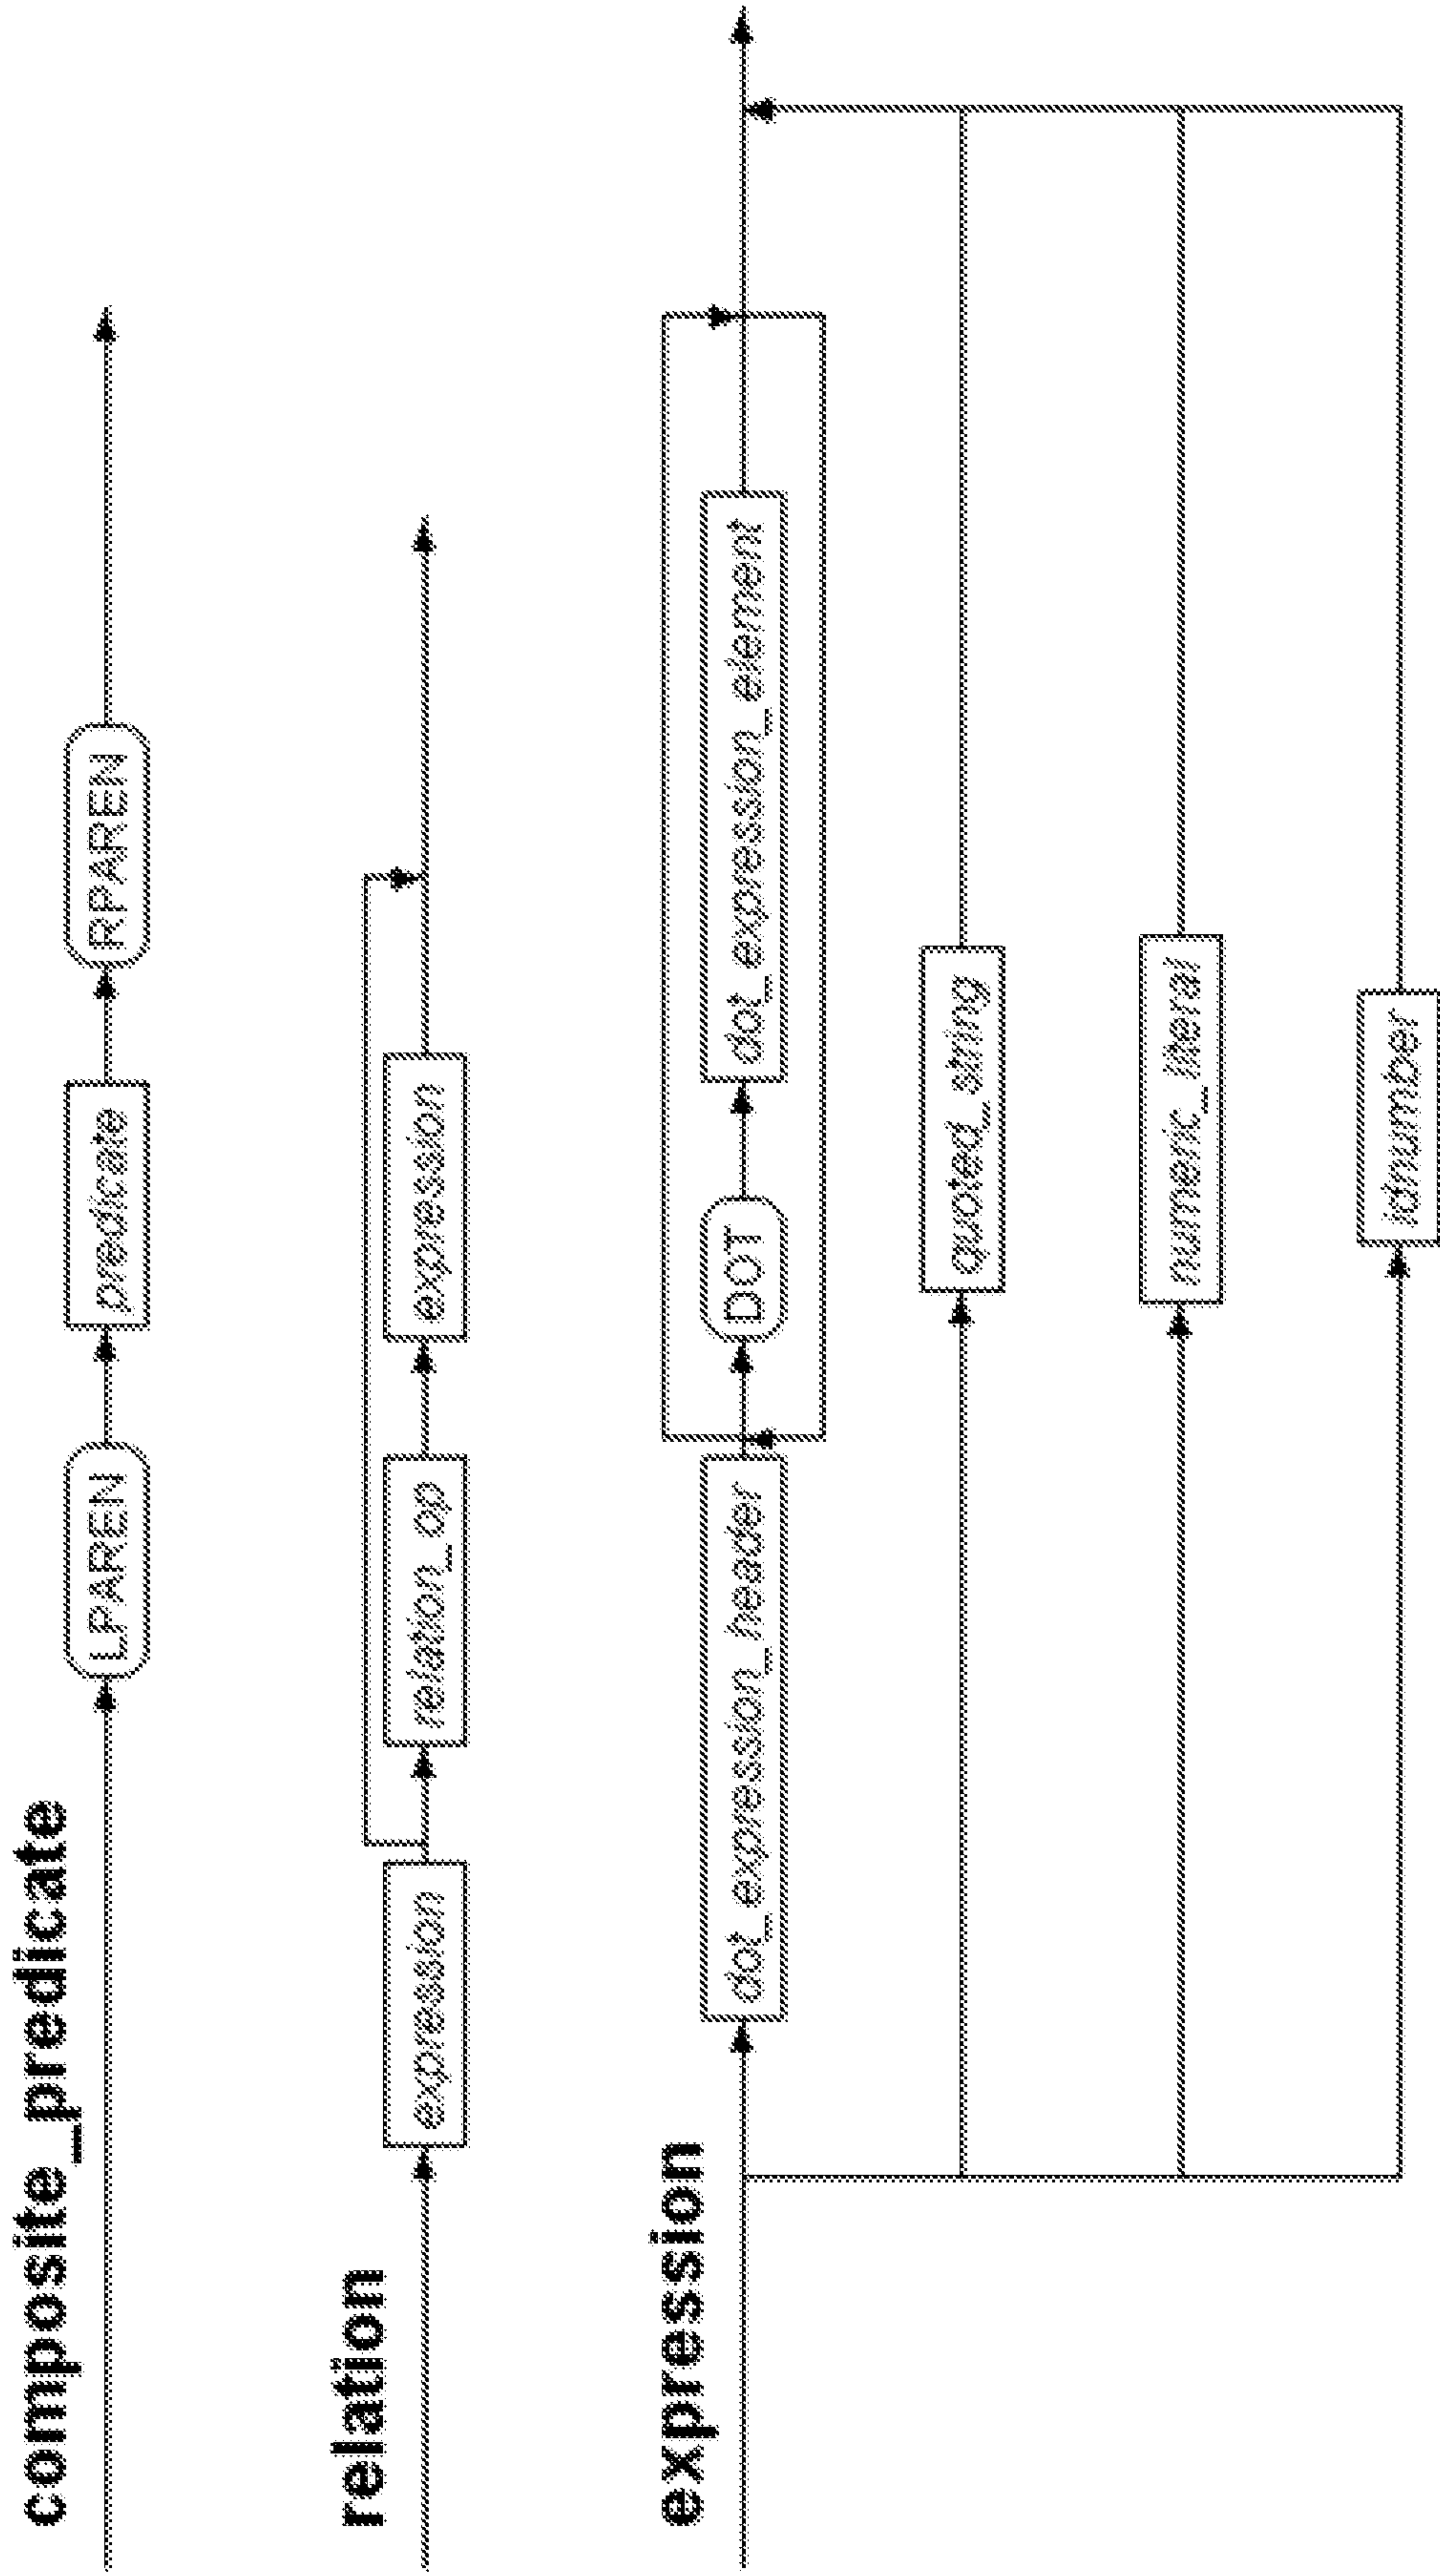 composite_predicate
LPAREN predicate RPAREN
relation
expression relation_op expression
expression
dot_expression_header DOT dot_expression_element
quoted_string
numeric_literal
idnumber